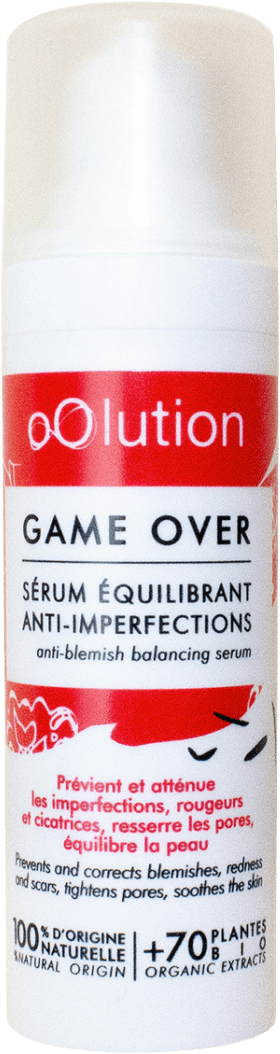 oOlution
GAME OVER
SÉRUM ÉQUILIBRANT
ANTI-IMPERFECTIONS
anti-blemish balancing serum
Prévient et atténue
les imperfections, rougeurs
et cicatrices, resserre les pores,
équilibre la peau
Prevents and corrects blemishes, redness
and scars, tightens pores, soothes the skin
100% D'ORIGINE
NATURELLE
%NATURAL ORIGIN
+70 PLANTES
BIO
ORGANIC EXTRACTS